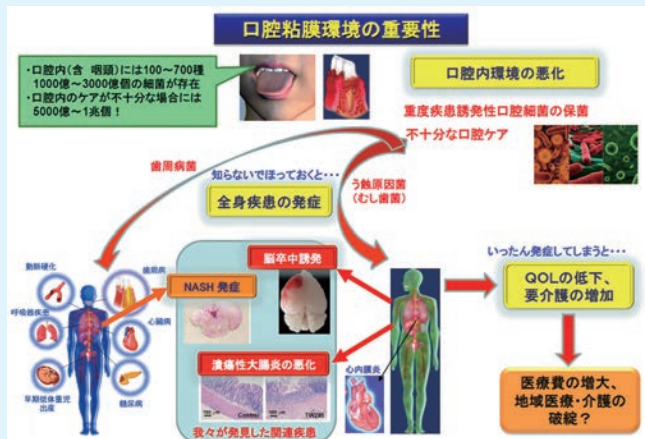 口腔粘膜環境の重要性
・口腔内(含 咽頭)には100～700種
1000億～3000億個の細菌が存在
・口腔内のケアが不十分な場合には
5000億～1兆個！
口腔内環境の悪化
重度疾患誘発性口腔細菌の保菌
不十分な口腔ケア
歯周病菌
知らないでほっておくと・・・
全身疾患の発症
う触原因菌
(むし歯菌)
いったん発症してしまうと・・・
動脈硬化
歯周病
呼吸器疾患
心臓病
早期低体重児
出産
糖尿病
NASH 発症
脳卒中誘発
潰瘍性大腸炎の悪化
Control
TW295
我々が発見した関連疾患
心内膜炎
QOLの低下、
要介護の増加
医療費の増大、
地域医療・介護の
破綻？